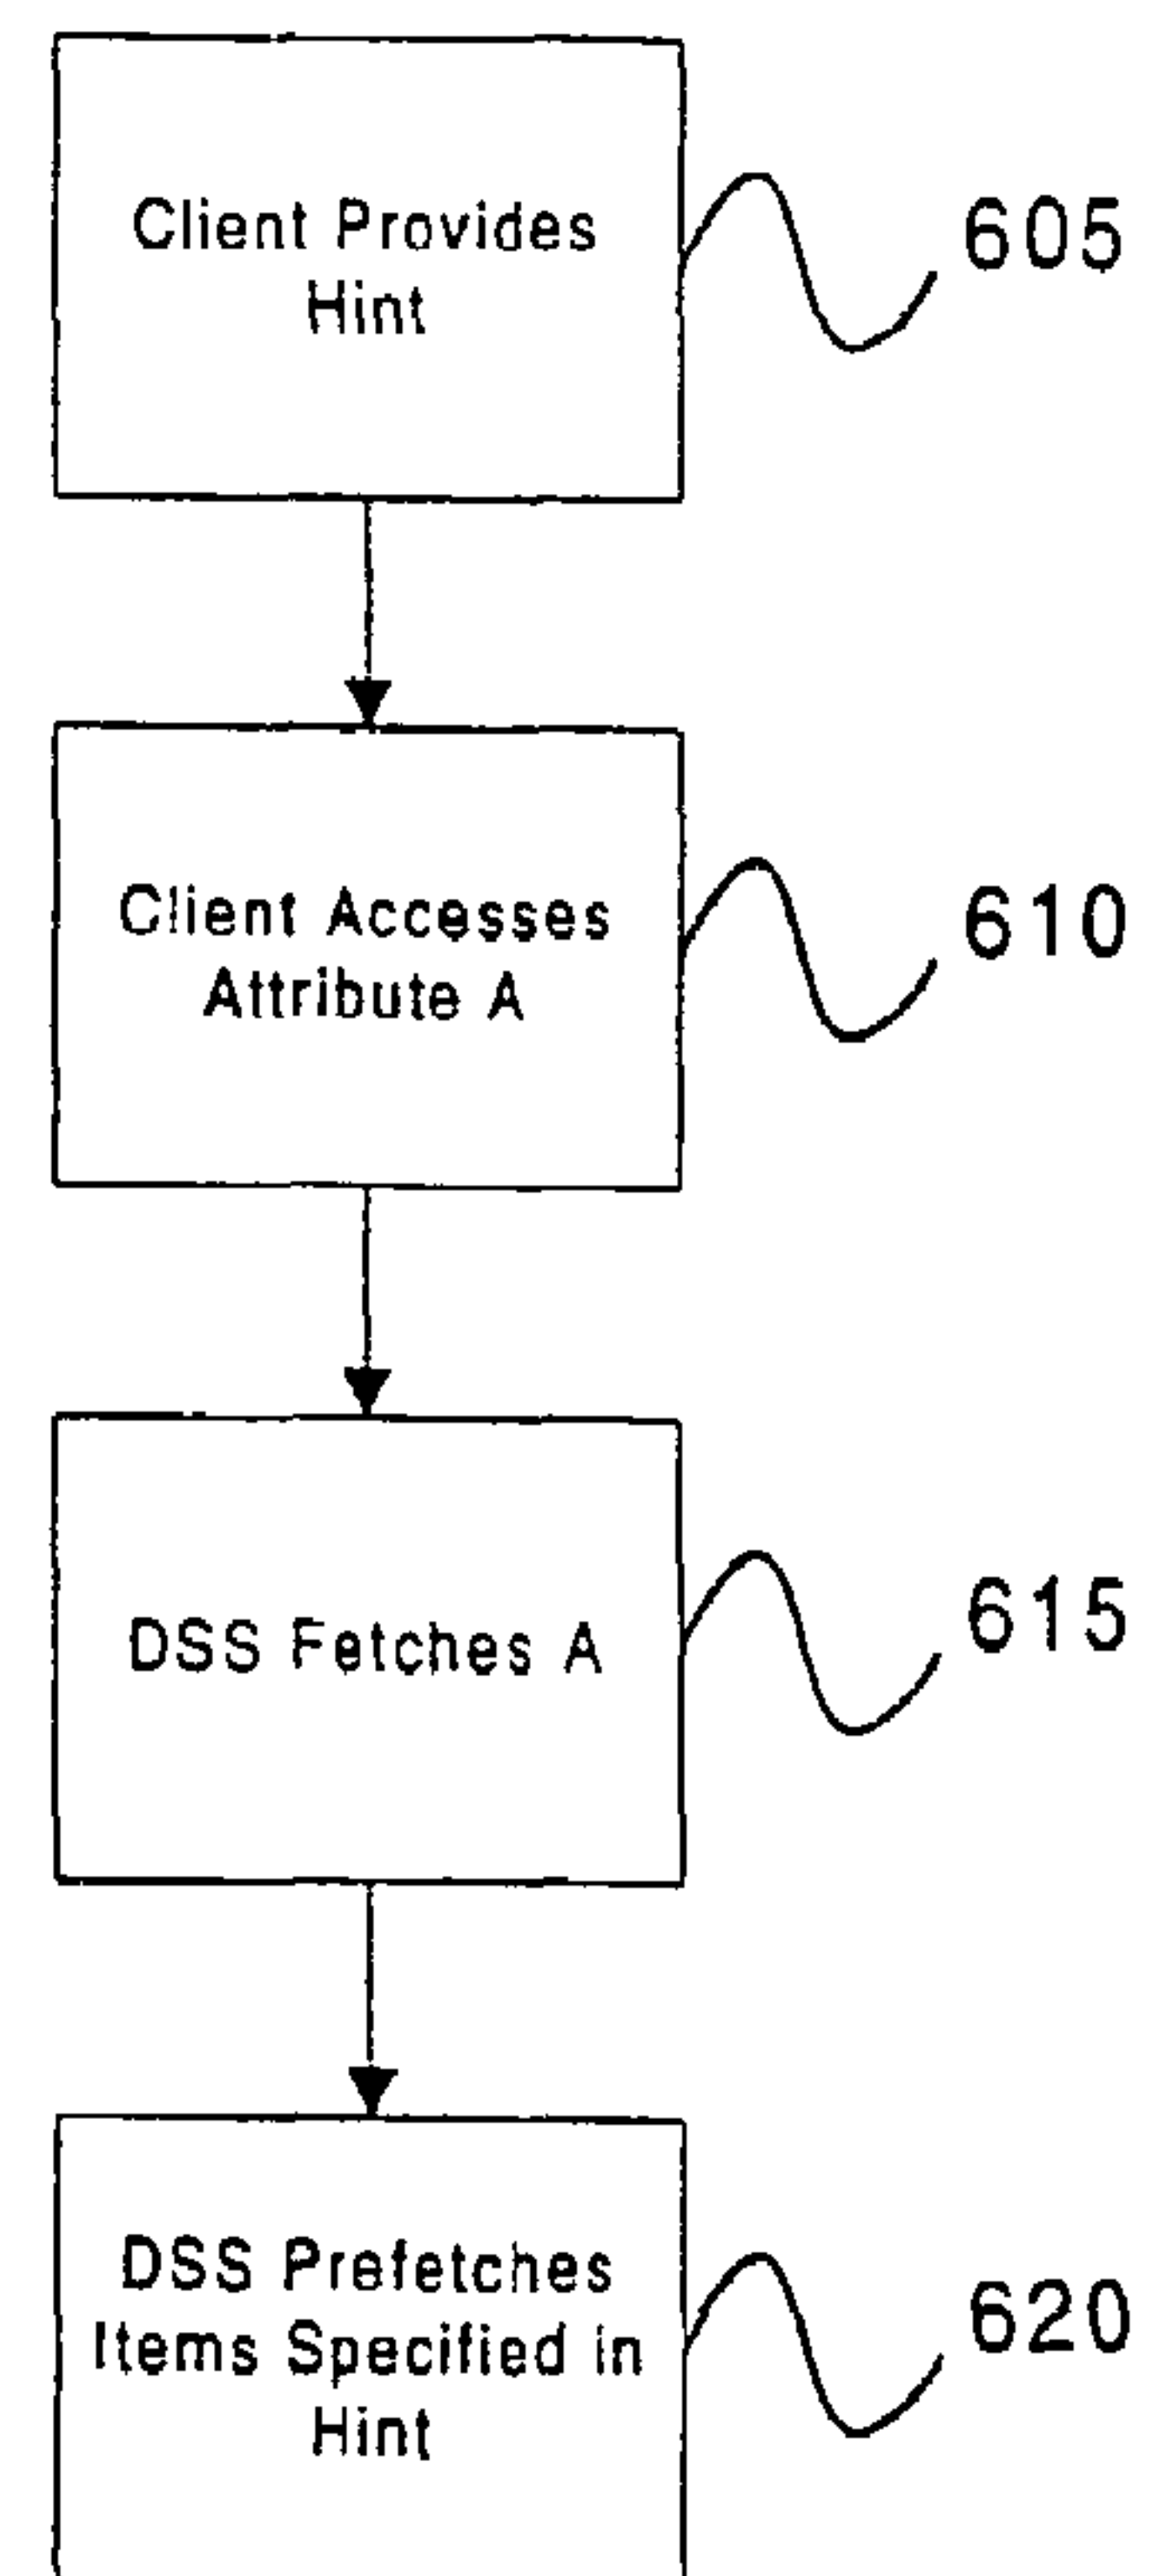 Client Provides
Hint
605
Client Accesses
Attribute A
610
DSS Fetches A
615
DSS Prefetches
Items Specified in
Hint
620